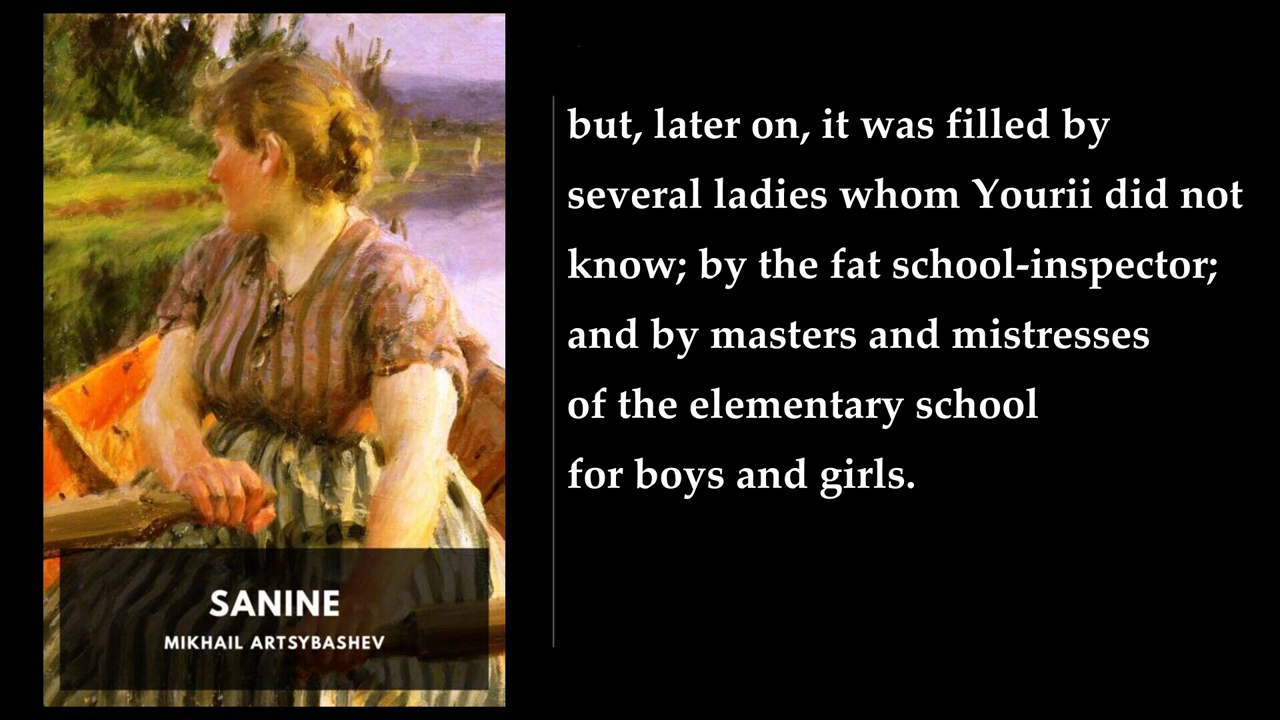 but, later on, it was filled by
several ladies whom Yourii did not
know; by the fat school-inspector;
and by masters and mistresses
of the elementary school
for boys and girls.
SANINE
MIKHAIL ARTSYBASHEV